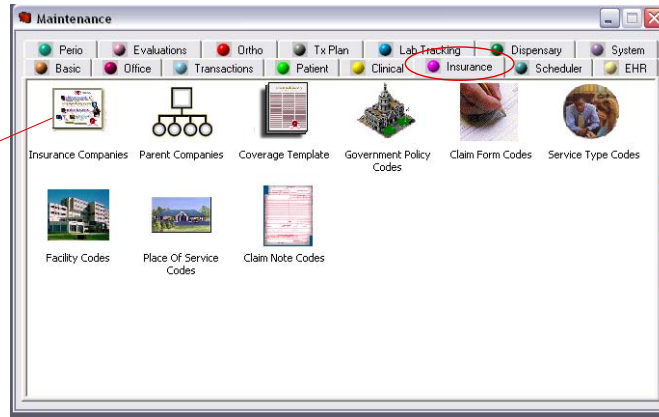 Maintenance
Perio Evaluations Ortho Tx Plan Lab Tracking Dispensary System
Basic Office Transactions Patient Clinical Insurance Scheduler EHR
Insurance Companies Parent Companies Coverage Template Government Policy Claim Form Codes Service Type Codes
Codes
Facility Codes Place Of Service Claim Note Codes
Codes